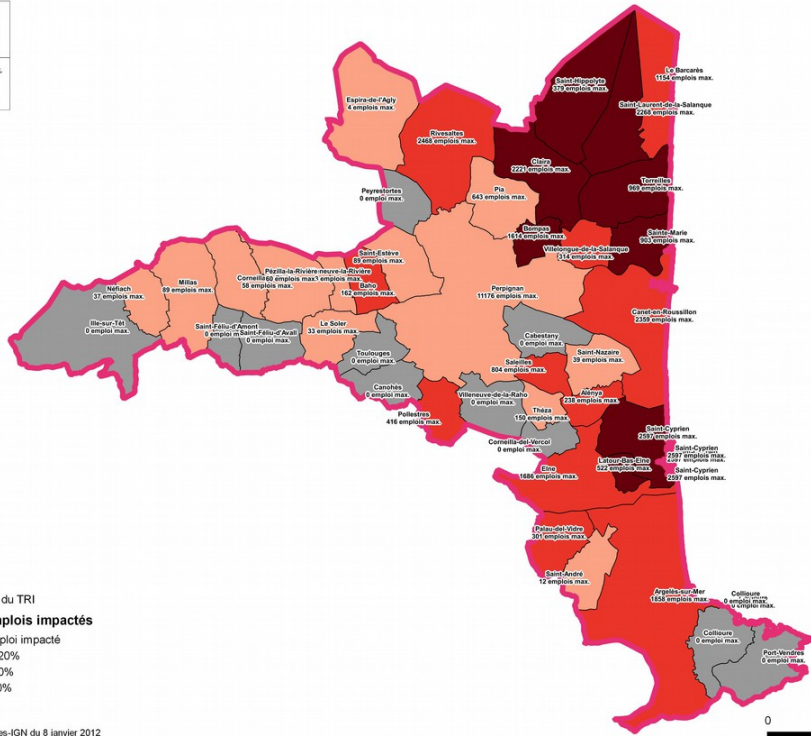 Le Barcarès
1154 emplois max.
Saint-Hippolyte
379 emplois max.
Espira-de-l'Agly
4 emplois max.
Saint-Laurent-de-la-Salanque
2268 emplois max.
Rivesaltes
2468 emplois max.
Claira
2221 emplois max.
Torreilles
969 emplois max.
Peyrestortes
0 emploi max.
Pia
643 emplois max.
Bompas
1614 emplois max.
Sainte-Marie
903 emplois max.
Villelongue-de-la-Salanque
314 emplois max.
Saint-Estève
89 emplois max.
Pézilla-la-Rivière
60 emplois max.
neuve-la-Rivière
emplois max.
Corneilla
58 emplois max.
Millas
89 emplois max.
Néfiach
37 emplois max.
Baho
162 emplois max.
Perpignan
11176 emplois max.
Canet-en-Roussillon
2359 emplois max.
Ille-sur-Têt
0 emploi max.
Saint-Féliu-d'Amont
0 emploi m
Saint-Féliu-d'Avall
0 emploi max.
Le Soler
33 emplois max.
Cabestany
0 emploi max.
Toulouges
0 emploi max.
Saint-Nazaire
39 emplois max.
Saleilles
804 emplois max.
Canohès
0 emploi max.
Villeneuve-de-la-Raho
0 emploi max.
Alénya
238 emplois max.
Pollestres
416 emplois max.
Théza
150 emplois max.
Saint-Cyprien
2597 emplois max.
Corneilla-del-Vercol
0 emploi max.
Saint-Cyprien
2597 emplois max.
Latour-Bas-Elne
522 emplois max.
Saint-Cyprien
2597 emplois max.
Elne
1686 emplois max.
Palau-del-Vidre
301 emplois max.
Saint-André
12 emplois max.
Argelès-sur-Mer
1858 emplois max.
Collioure
0 emploi max.
0 emploi max.
Collioure
0 emploi max.
Port-Vendres
0 emploi max.
du TRI
plois impactés
ploi impacté
20%
0%
0%
es-IGN du 8 janvier 2012
0